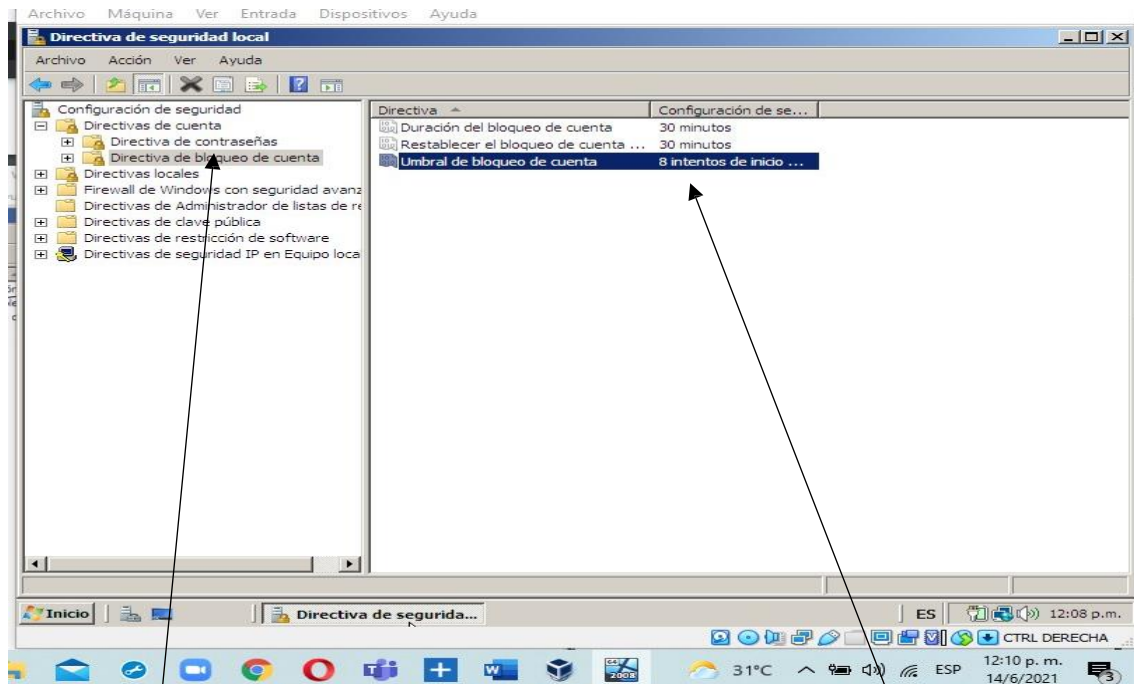 Archivo Máquina Ver Entrada Dispositivos Ayuda
Directiva de seguridad local
Archivo Acción Ver Ayuda
Configuración de seguridad
Directivas de cuenta
Directiva de contraseñas
Directiva de bloqueo de cuenta
Directivas locales
Firewall de Windows con seguridad avanz
Directivas de Administrador de listas de re
Directivas de clave pública
Directivas de restricción de software
Directivas de seguridad IP en Equipo loca
Directiva Configuración de se...
Duración del bloqueo de cuenta 30 minutos
Restablecer el bloqueo de cuenta ... 30 minutos
Umbral de bloqueo de cuenta 8 intentos de inicio ...
Inicio Directiva de segurida... ES 12:08 p.m.
CTRL DERECHA
31°C ESP 12:10 p. m.
14/6/2021 3
64
2008